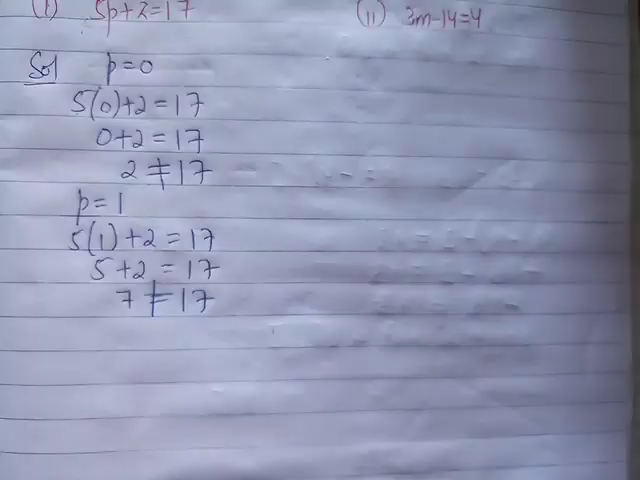 (i) 5p+2=17 (ii) 3m-14=4
Sol p=0
5(0)+2=17
0+2=17
2≠17
p=1
5(1)+2=17
5+2=17
7≠17